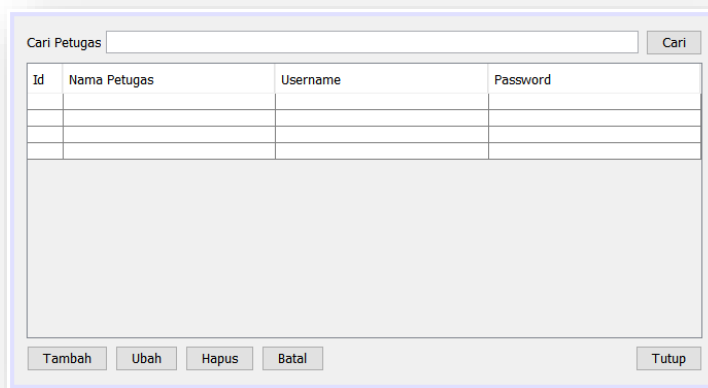 Cari Petugas Cari
Id Nama Petugas Username Password
Tambah Ubah Hapus Batal Tutup